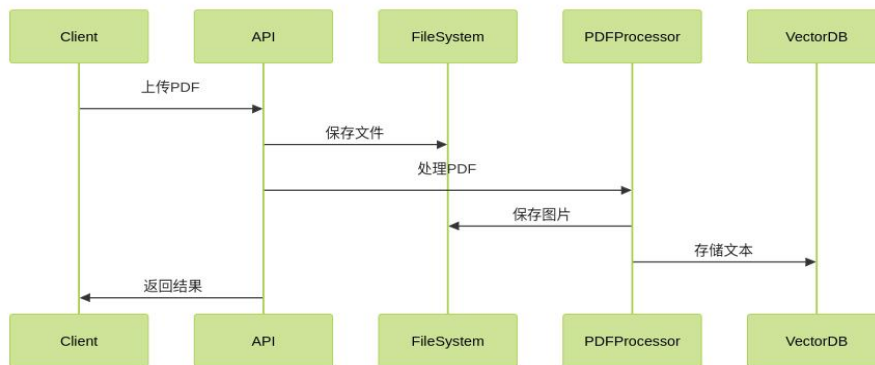 Client API FileSystem PDFProcessor VectorDB
上传PDF
保存文件
处理PDF
保存图片
存储文本
返回结果
Client API FileSystem PDFProcessor VectorDB